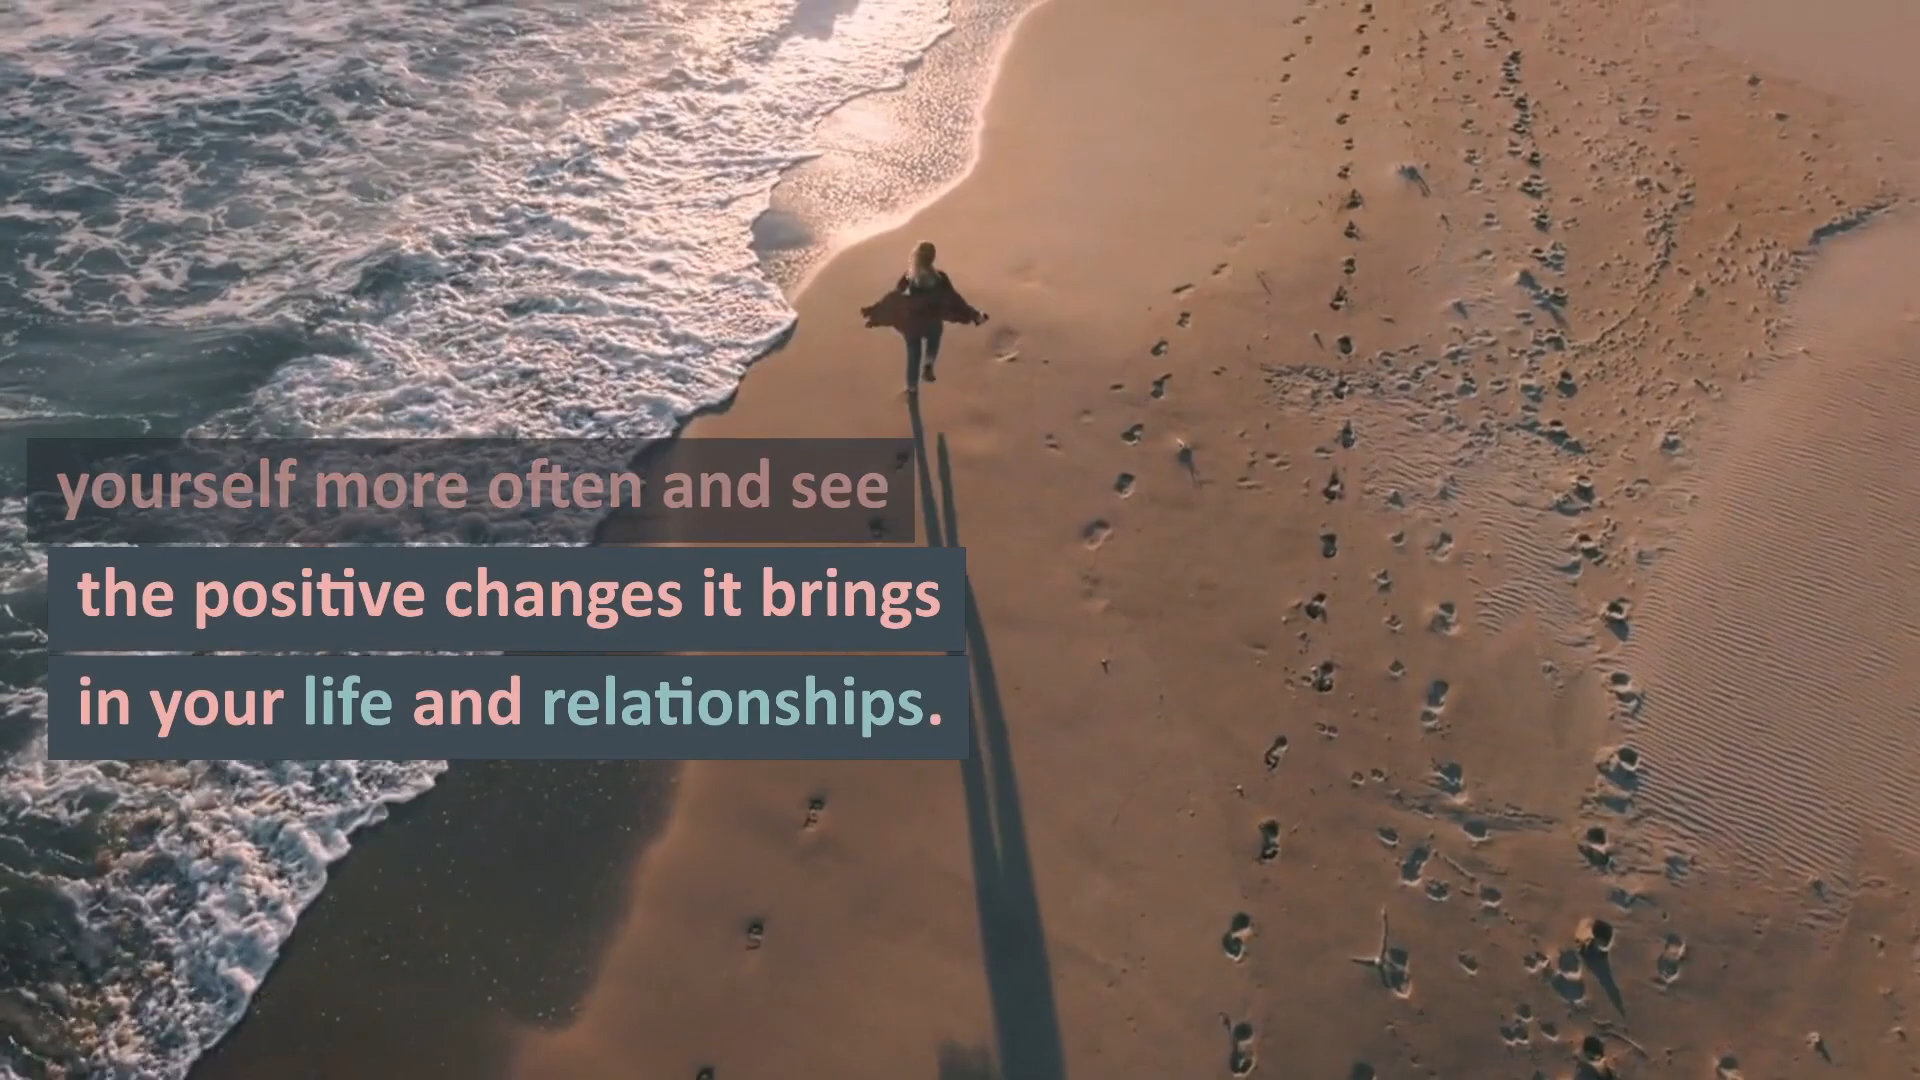 yourself more often and see
the positive changes it brings
in your life and relationships.